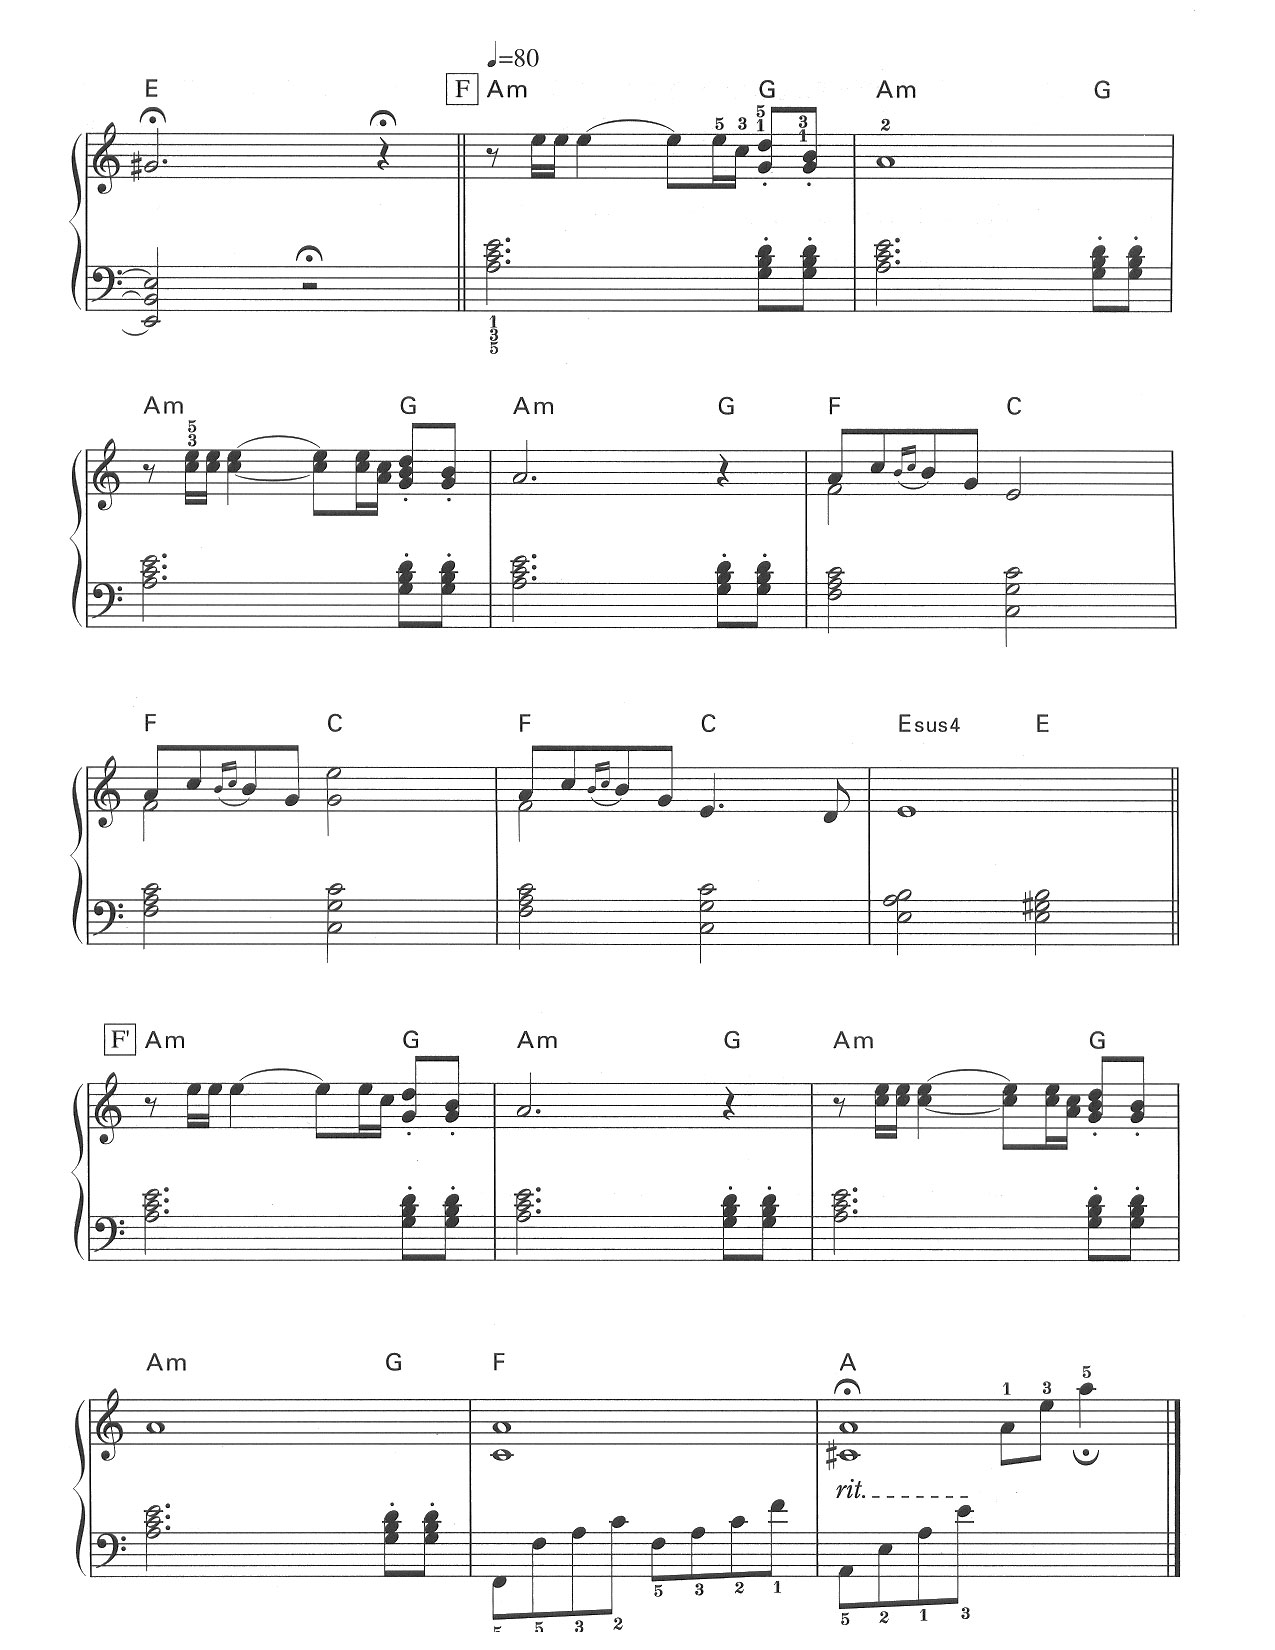 ♩=80
E F Am G Am G
5 3 5 1 3 1 2
1 3 5
Am G Am G F C
5 3
F C F C Esus4 E
F' Am G Am G Am G
Am G F A
1 3 5
rit.
5 3 2 1
5 5 3 2 5 2 1 3